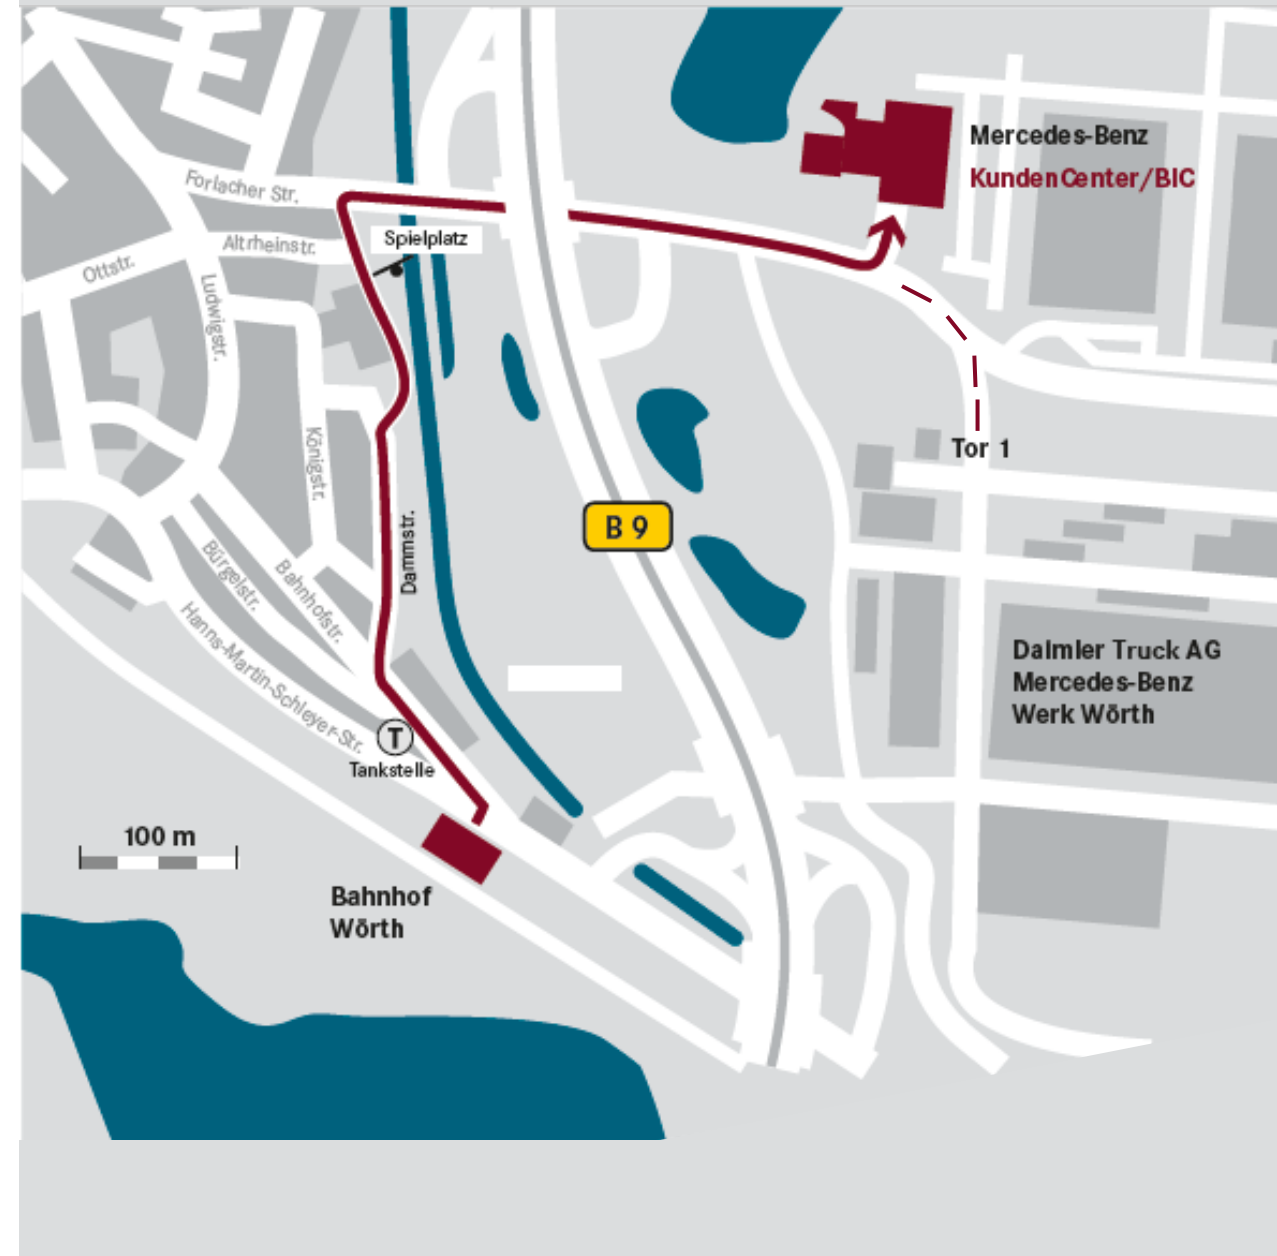 Mercedes-Benz
KundenCenter/BIC
Forlacher Str.
Altrheinstr.
Spielplatz
Ottstr.
Ludwigstr.
Königstr.
Tor 1
B 9
Dammstr.
Bürgelstr.
Bahnhofstr.
Hanns-Martin-Schleyer-Str.
Daimler Truck AG
Mercedes-Benz
Werk Wörth
T
Tankstelle
100 m
Bahnhof
Wörth